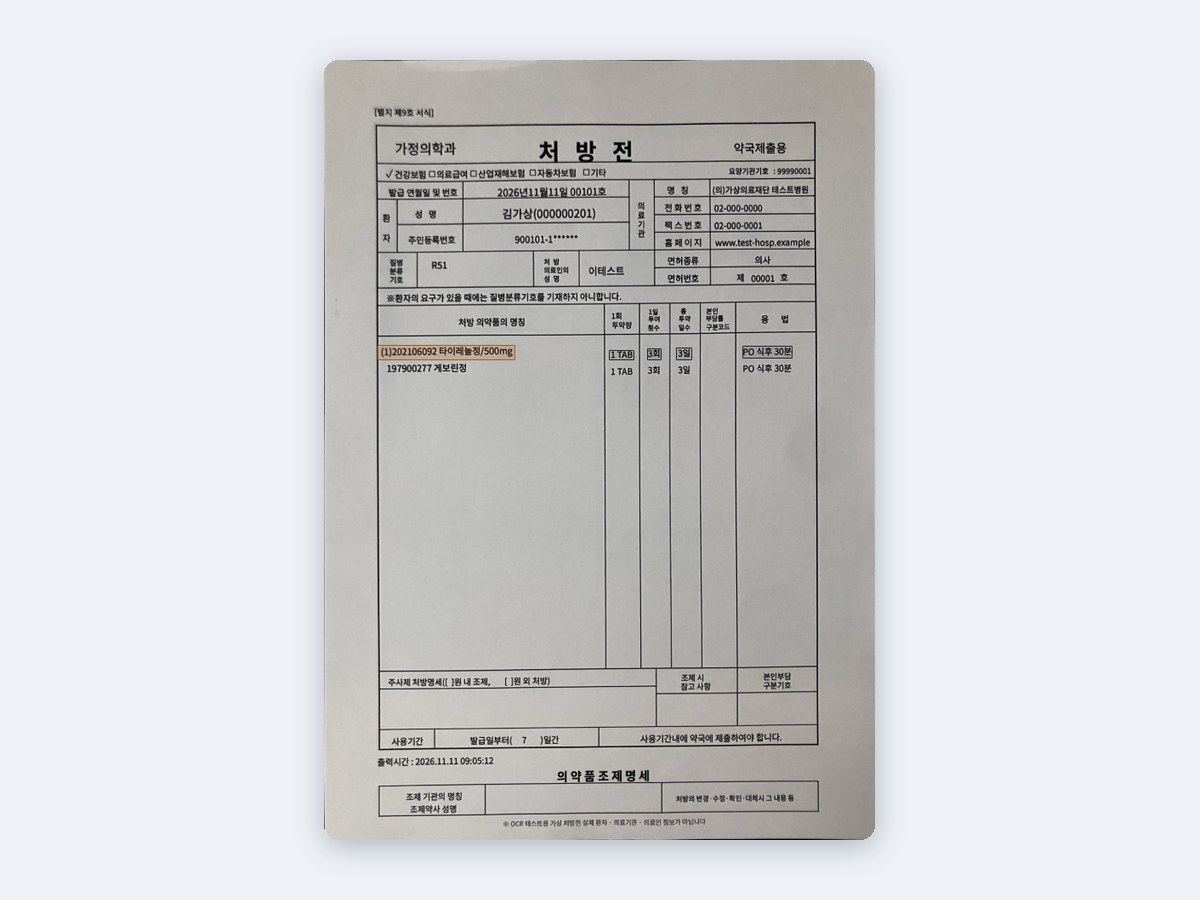 [별지 제9호 서식]
가정의학과 처 방 전 약국제출용
✓건강보험 □의료급여 □산업재해보험 □자동차보험 □기타 요양기관기호 : 99990001
발급 연월일 및 번호 2026년11월11일 00101호
환자
성 명 김가상(000000201)
주민등록번호 900101-1******
의료기관
명 칭 (의)가상의료재단 테스트병원
전화번호 02-000-0000
팩스번호 02-000-0001
홈페이지 www.test-hosp.example
질병분류기호 R51
처 방 의료인의 성 명 이테스트
면허종류 의사
면허번호 제 00001 호
※환자의 요구가 있을 때에는 질병분류기호를 기재하지 아니합니다.
처방 의약품의 명칭 1회 투약량 1일 투여 횟수 총 투약 일수 본인 부담률 구분코드 용 법
(1)202106092 타이레놀정/500mg 1 TAB 3회 3일 PO 식후 30분
197900277 게보린정 1 TAB 3회 3일 PO 식후 30분
주사제 처방명세([ ]원 내 조제, [ ]원 외 처방)
조제 시 참고 사항
본인부담 구분기호
사용기간 발급일부터( 7 )일간 사용기간내에 약국에 제출하여야 합니다.
출력시간 : 2026.11.11 09:05:12
의약품조제명세
조제 기관의 명칭
조제약사 성명
처방의 변경·수정·확인·대체시 그 내용 등
※ OCR 테스트용 가상 처방전 실제 환자 · 의료기관 · 의료인 정보가 아닙니다